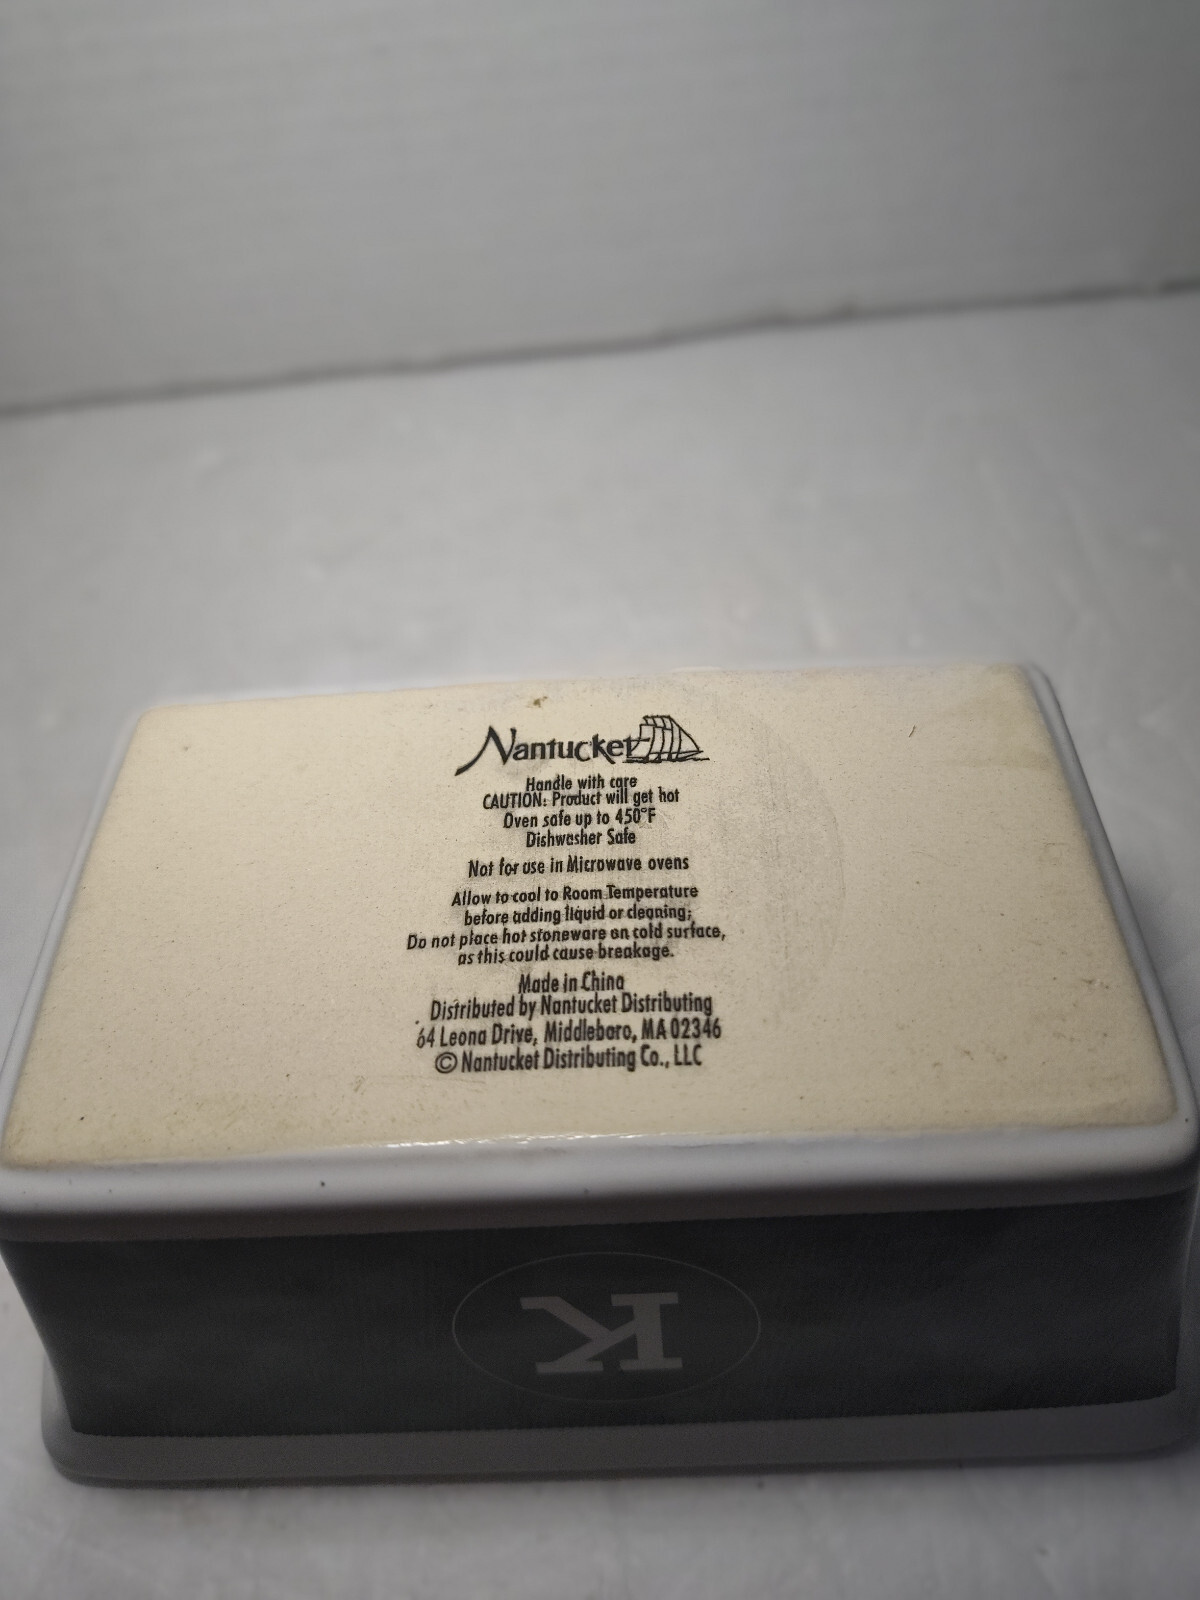 Nantucket
Handle with care
CAUTION: Product will get hot
Oven safe up to 450°F
Dishwasher Safe
Not for use in Microwave ovens
Allow to cool to Room Temperature
before adding liquid or cleaning;
Do not place hot stoneware on cold surface,
as this could cause breakage.
Made in China
Distributed by Nantucket Distributing
64 Leona Drive, Middleboro, MA 02346
© Nantucket Distributing Co., LLC
K